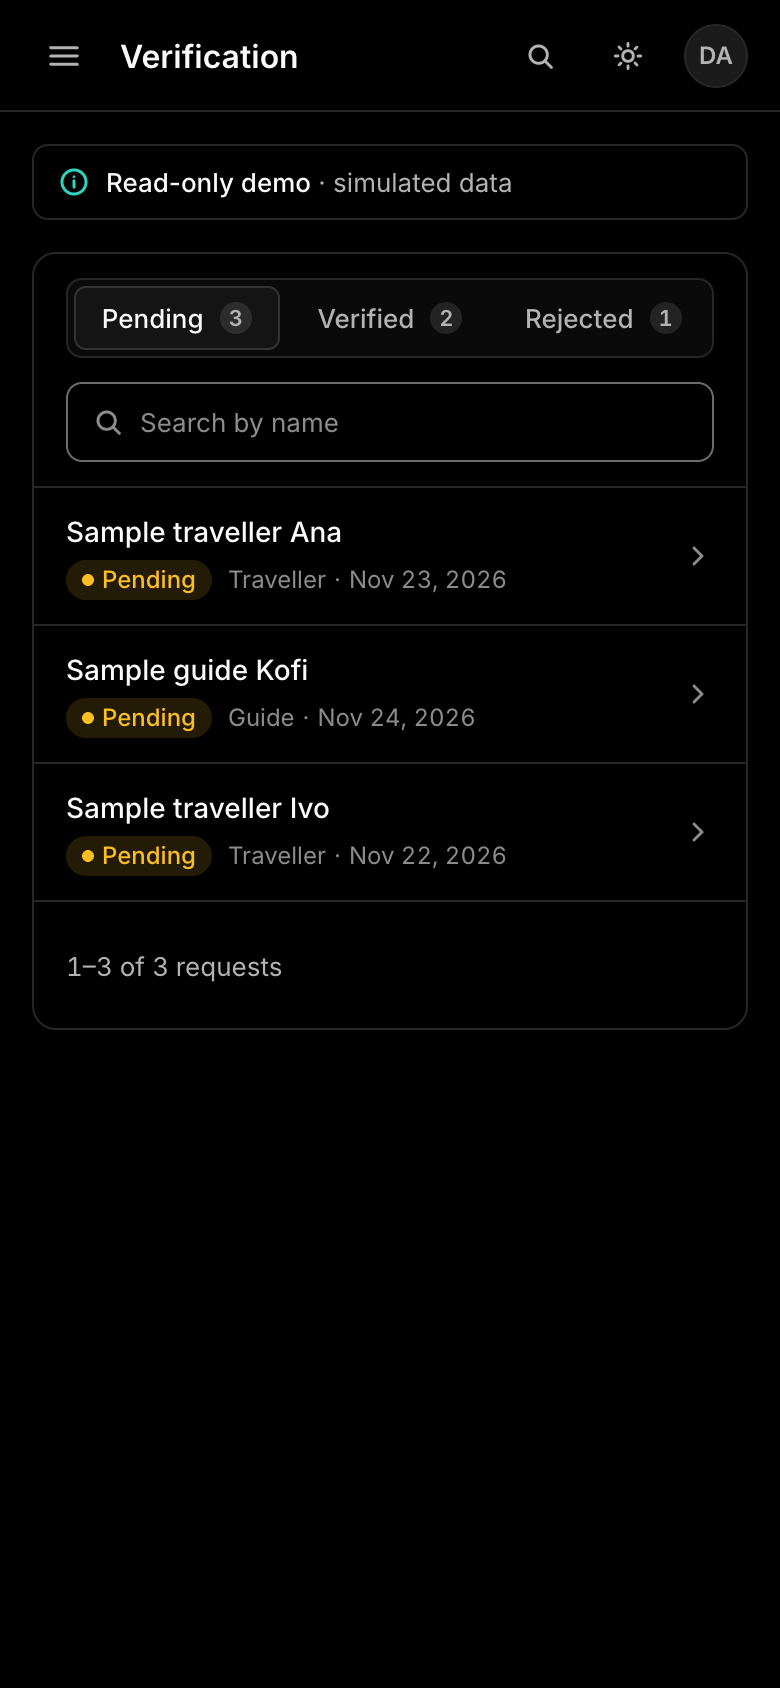 Verification
DA
Read-only demo · simulated data
Pending 3 Verified 2 Rejected 1
Search by name
Sample traveller Ana
Pending Traveller · Nov 23, 2026
Sample guide Kofi
Pending Guide · Nov 24, 2026
Sample traveller Ivo
Pending Traveller · Nov 22, 2026
1–3 of 3 requests